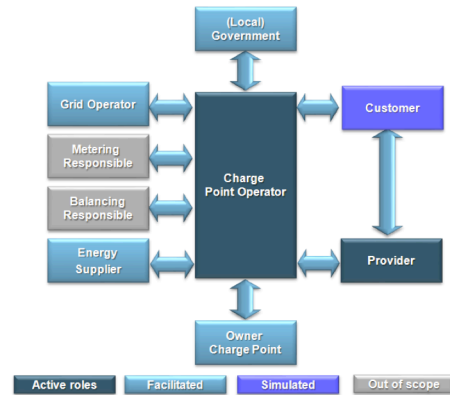 (Local)
Government
Grid Operator
Customer
Metering
Responsible
Charge
Point Operator
Balancing
Responsible
Energy
Supplier
Provider
Owner
Charge Point
Active roles
Facilitated
Simulated
Out of scope